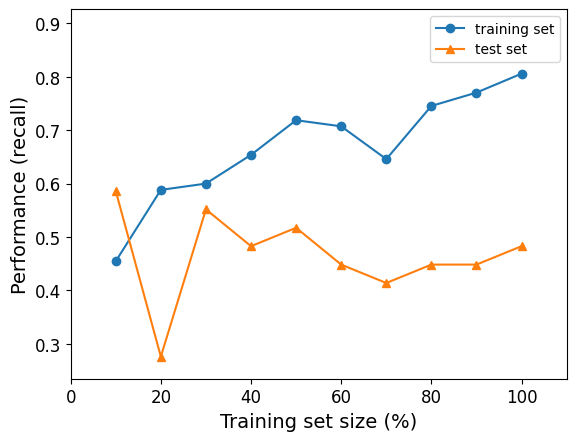 0.9
0.8
0.7
0.6
0.5
0.4
0.3
Performance (recall)
training set
test set
0 20 40 60 80 100
Training set size (%)